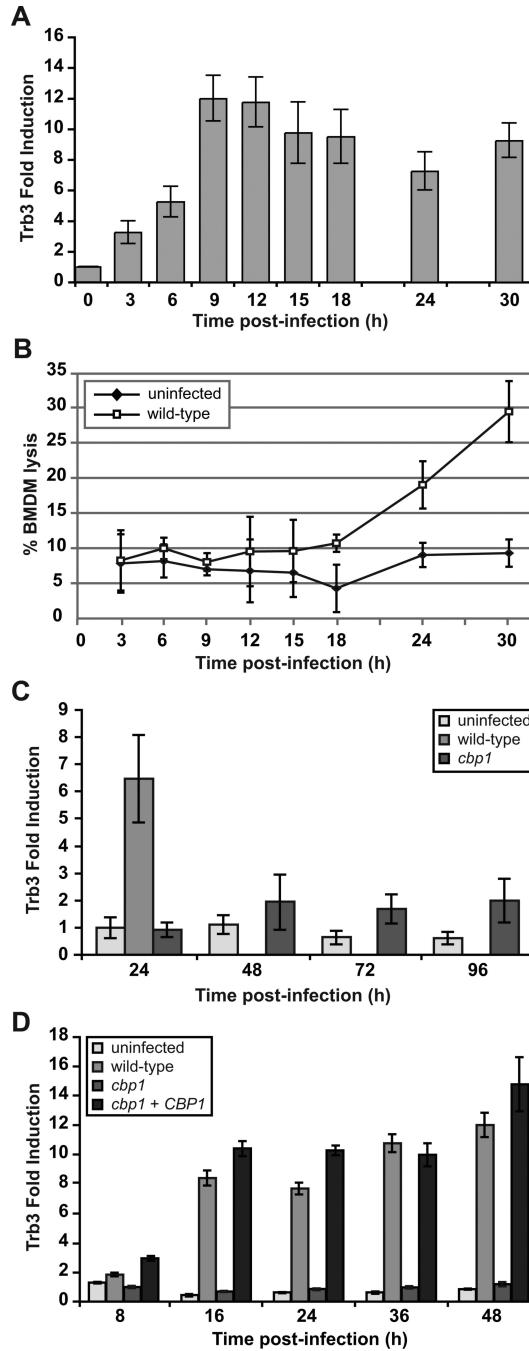 A
Trb3 Fold Induction
16
14
12
10
8
6
4
2
0
0 3 6 9 12 15 18 24 30
Time post-infection (h)
B
uninfected
wild-type
% BMDM lysis
35
30
25
20
15
10
5
0
0 3 6 9 12 15 18 24 30
Time post-infection (h)
C
uninfected
wild-type
cbp1
Trb3 Fold Induction
9
8
7
6
5
4
3
2
1
0
24 48 72 96
Time post-infection (h)
D
uninfected
wild-type
cbp1
cbp1 + CBP1
Trb3 Fold Induction
18
16
14
12
10
8
6
4
2
0
8 16 24 36 48
Time post-infection (h)